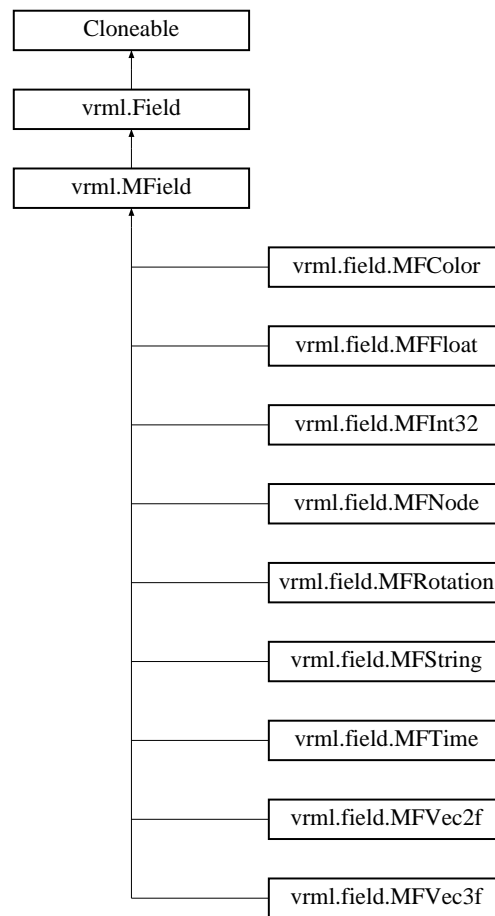 Cloneable
vrml.Field
vrml.MField
vrml.field.MFColor
vrml.field.MFFloat
vrml.field.MFInt32
vrml.field.MFNode
vrml.field.MFRotation
vrml.field.MFString
vrml.field.MFTime
vrml.field.MFVec2f
vrml.field.MFVec3f